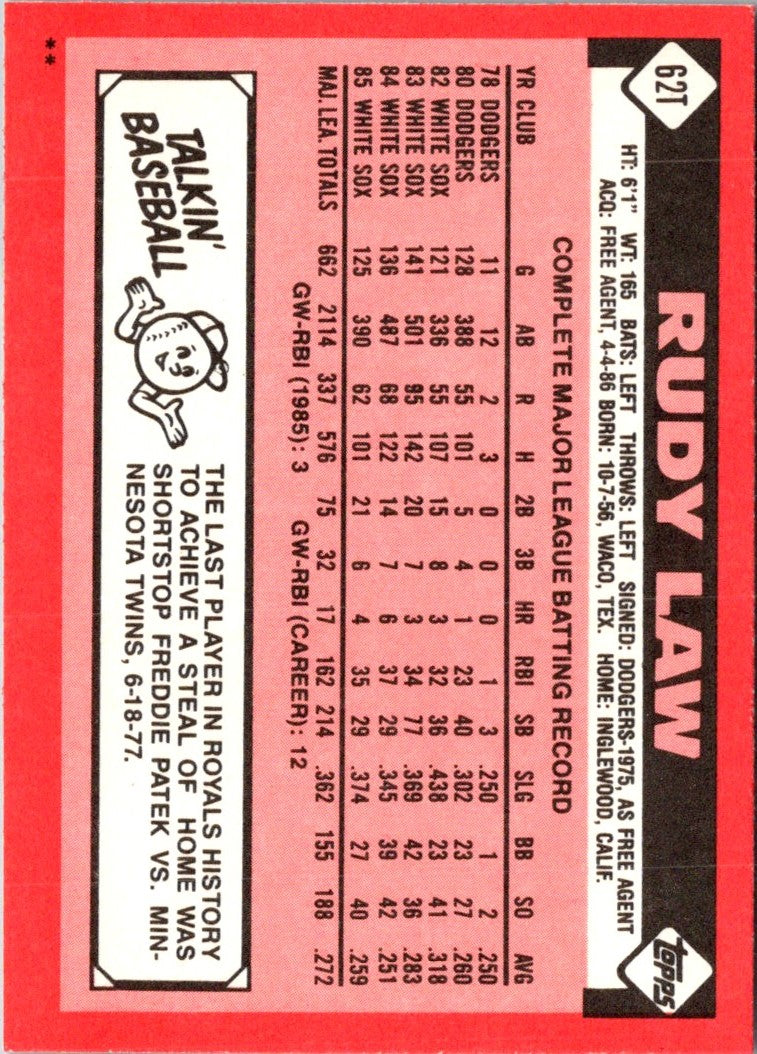 62T
RUDY LAW
topps
HT: 6'1" WT: 165 BATS: LEFT THROWS: LEFT SIGNED: DODGERS-1975, AS FREE AGENT
ACQ: FREE AGENT, 4-4-86 BORN: 10-7-56, WACO, TEX. HOME: INGLEWOOD, CALIF.
COMPLETE MAJOR LEAGUE BATTING RECORD
YR CLUB G AB R H 2B 3B HR RBI SB SLG BB SO AVG
78 DODGERS 11 12 2 3 0 0 0 1 3 .250 1 2 .250
80 DODGERS 128 388 55 101 5 4 1 23 40 .302 23 27 .260
82 WHITE SOX 121 336 55 107 15 8 3 32 36 .438 23 41 .318
83 WHITE SOX 141 501 95 142 20 7 3 34 77 .369 42 36 .283
84 WHITE SOX 136 487 68 122 14 7 6 37 29 .345 39 42 .251
85 WHITE SOX 125 390 62 101 21 6 4 35 29 .374 27 40 .259
MAJ. LEA. TOTALS 662 2114 337 576 75 32 17 162 214 .362 155 188 .272
GW-RBI (1985): 3 GW-RBI (CAREER): 12
TALKIN'
BASEBALL
THE LAST PLAYER IN ROYALS HISTORY
TO ACHIEVE A STEAL OF HOME WAS
SHORTSTOP FREDDIE PATEK VS. MIN-
NESOTA TWINS, 6-18-77.
**